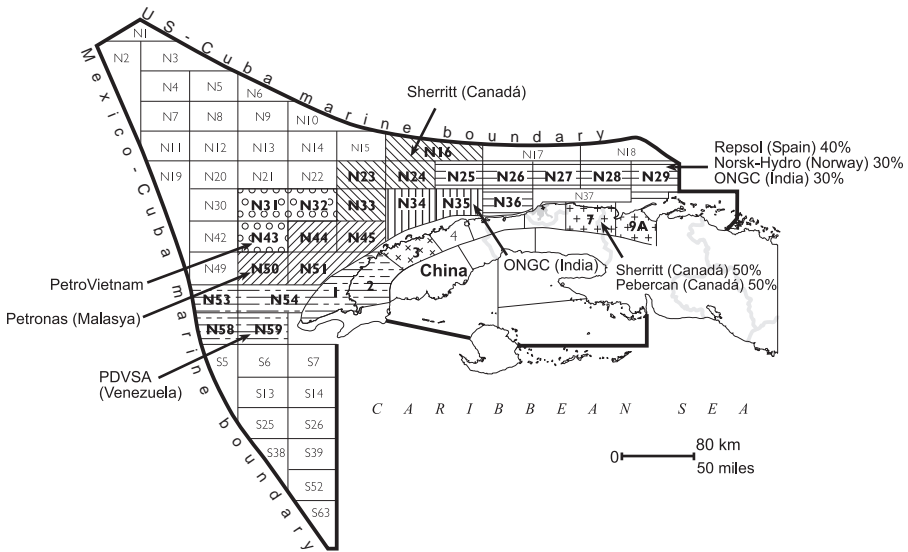 US-Cuba marine boundary
Mexico-Cuba marine boundary
N1
N2
N3
N4
N5
N6
N7
N8
N9
N10
Sherritt (Canadá)
N11
N12
N13
N14
N15
N16
N17
N18
Repsol (Spain) 40%
Norsk-Hydro (Norway) 30%
ONGC (India) 30%
N19
N20
N21
N22
N23
N24
N25
N26
N27
N28
N29
N30
N31
N32
N33
N34
N35
N36
N37
N42
N43
N44
N45
3
4
7
9A
PetroVietnam
N49
N50
N51
China
ONGC (India)
Sherritt (Canadá) 50%
Pebercan (Canadá) 50%
Petronas (Malasya)
N53
N54
1
2
N58
N59
PDVSA
(Venezuela)
S5
S6
S7
S13
S14
CARIBBEAN SEA
S25
S26
S38
S39
0
80 km
50 miles
S52
S63